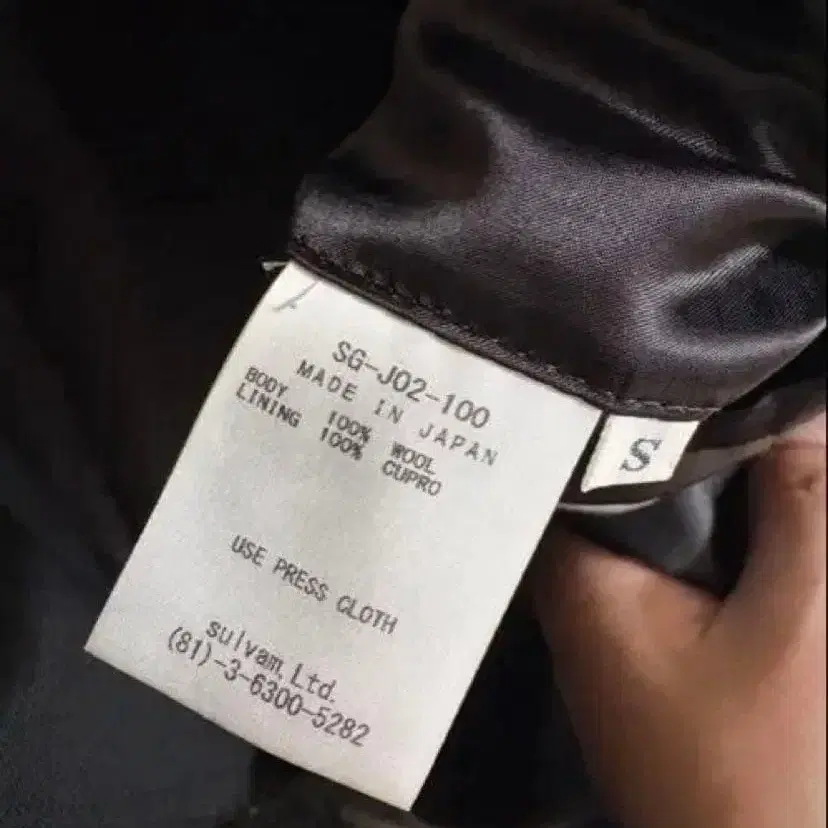 SG-J02-100
MADE IN JAPAN
BODY 100% WOOL
LINING 100% CUPRO
USE PRESS CLOTH
sulvam, Ltd.
(81)-3-6300-5282
S